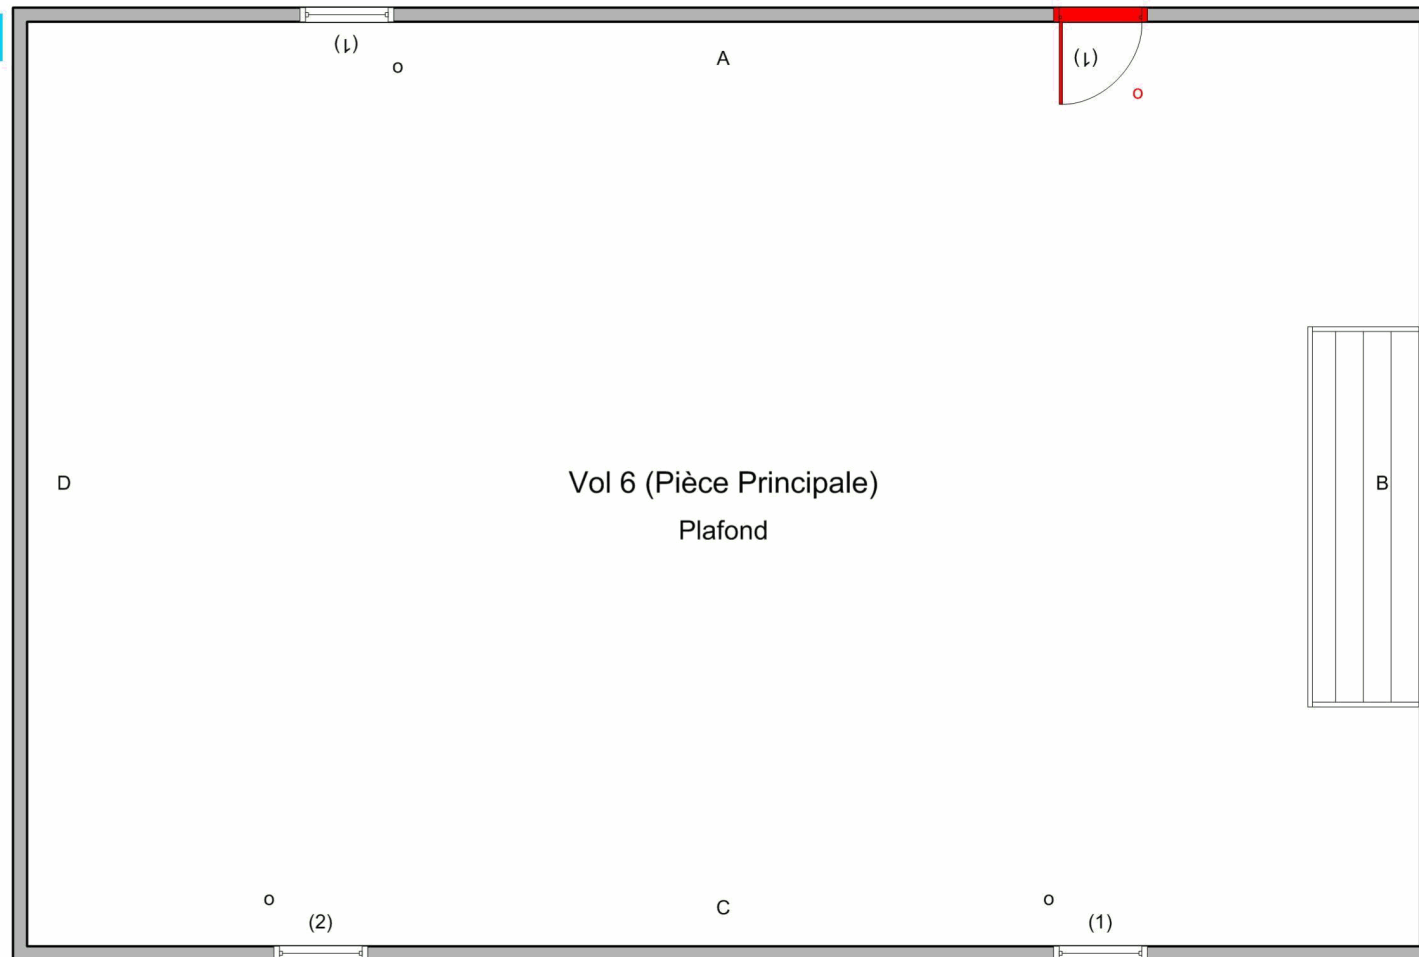 (1)
o
A
(1)
o
D
Vol 6 (Pièce Principale)
Plafond
B
o
(2)
C
o
(1)